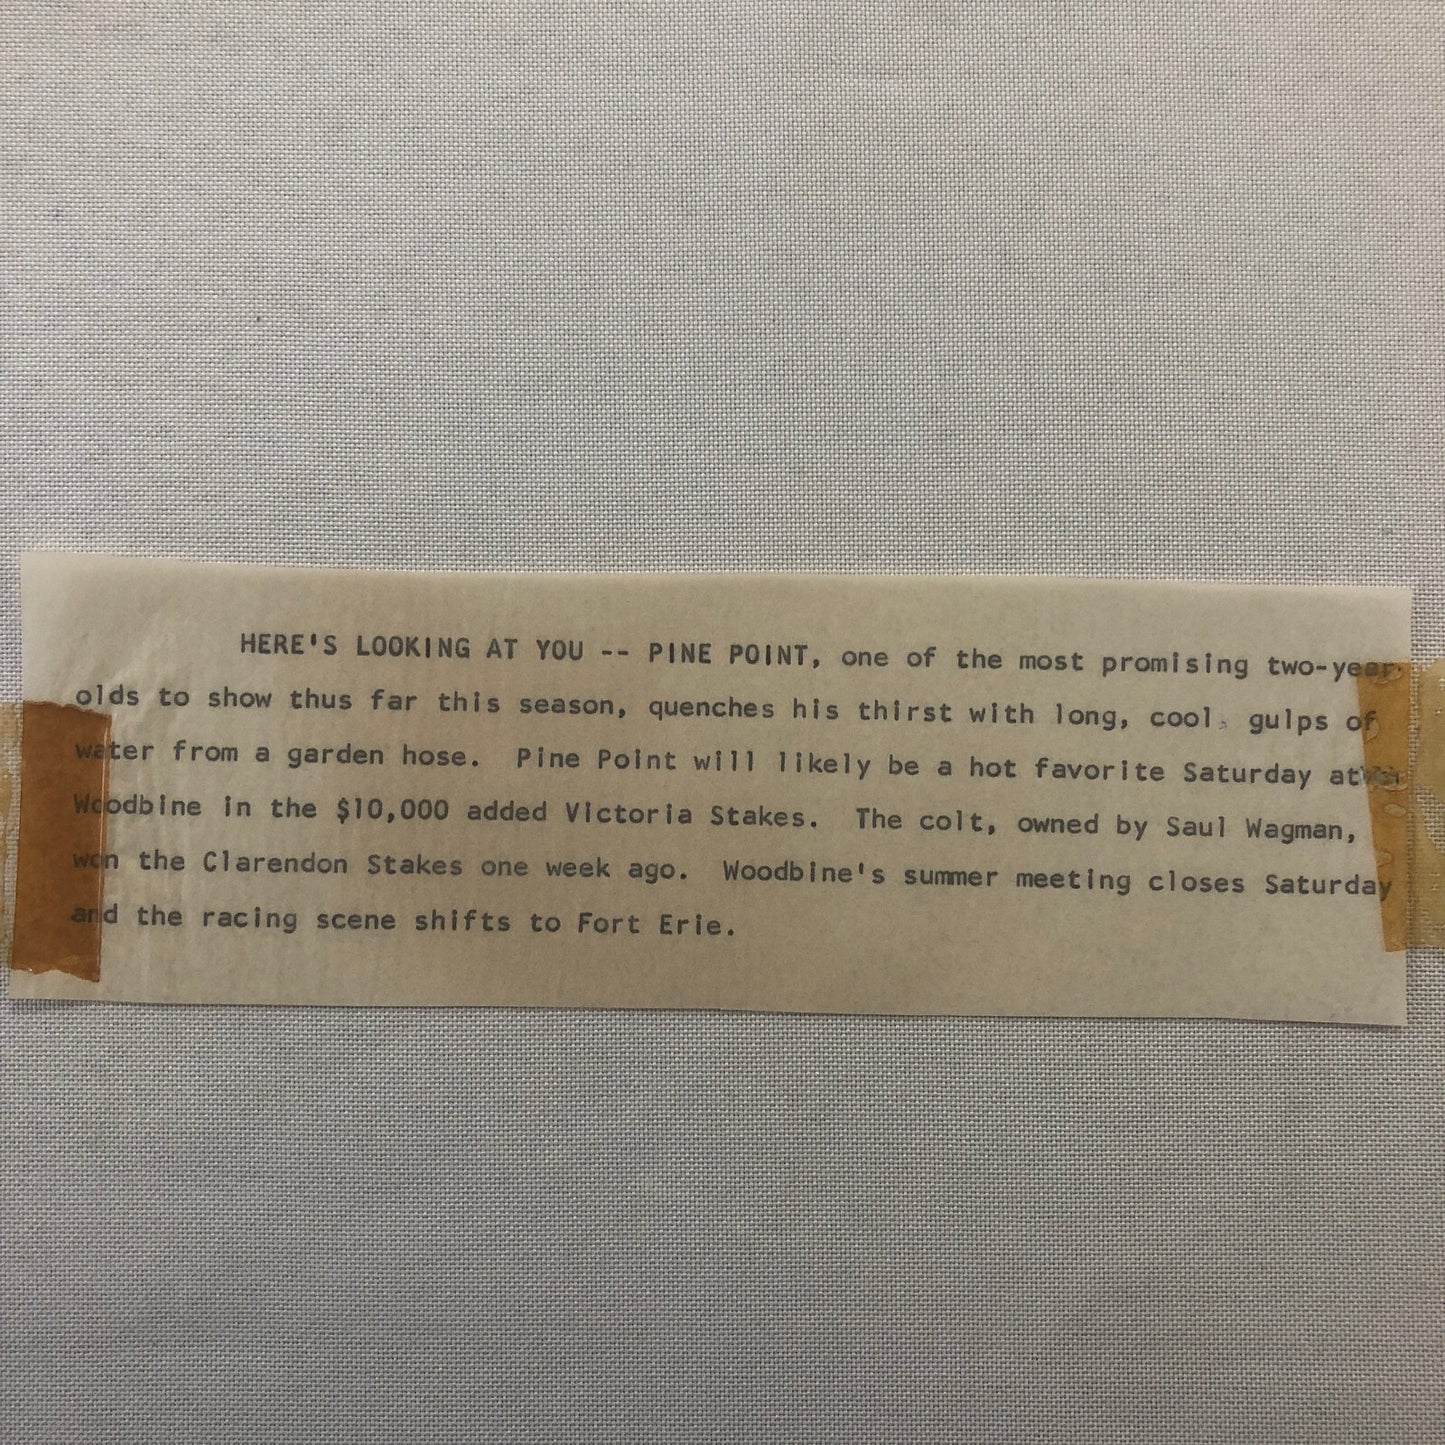 HERE'S LOOKING AT YOU -- PINE POINT, one of the most promising two-year-
olds to show thus far this season, quenches his thirst with long, cool gulps of
water from a garden hose. Pine Point will likely be a hot favorite Saturday at
Woodbine in the $10,000 added Victoria Stakes. The colt, owned by Saul Wagman,
won the Clarendon Stakes one week ago. Woodbine's summer meeting closes Saturday
and the racing scene shifts to Fort Erie.